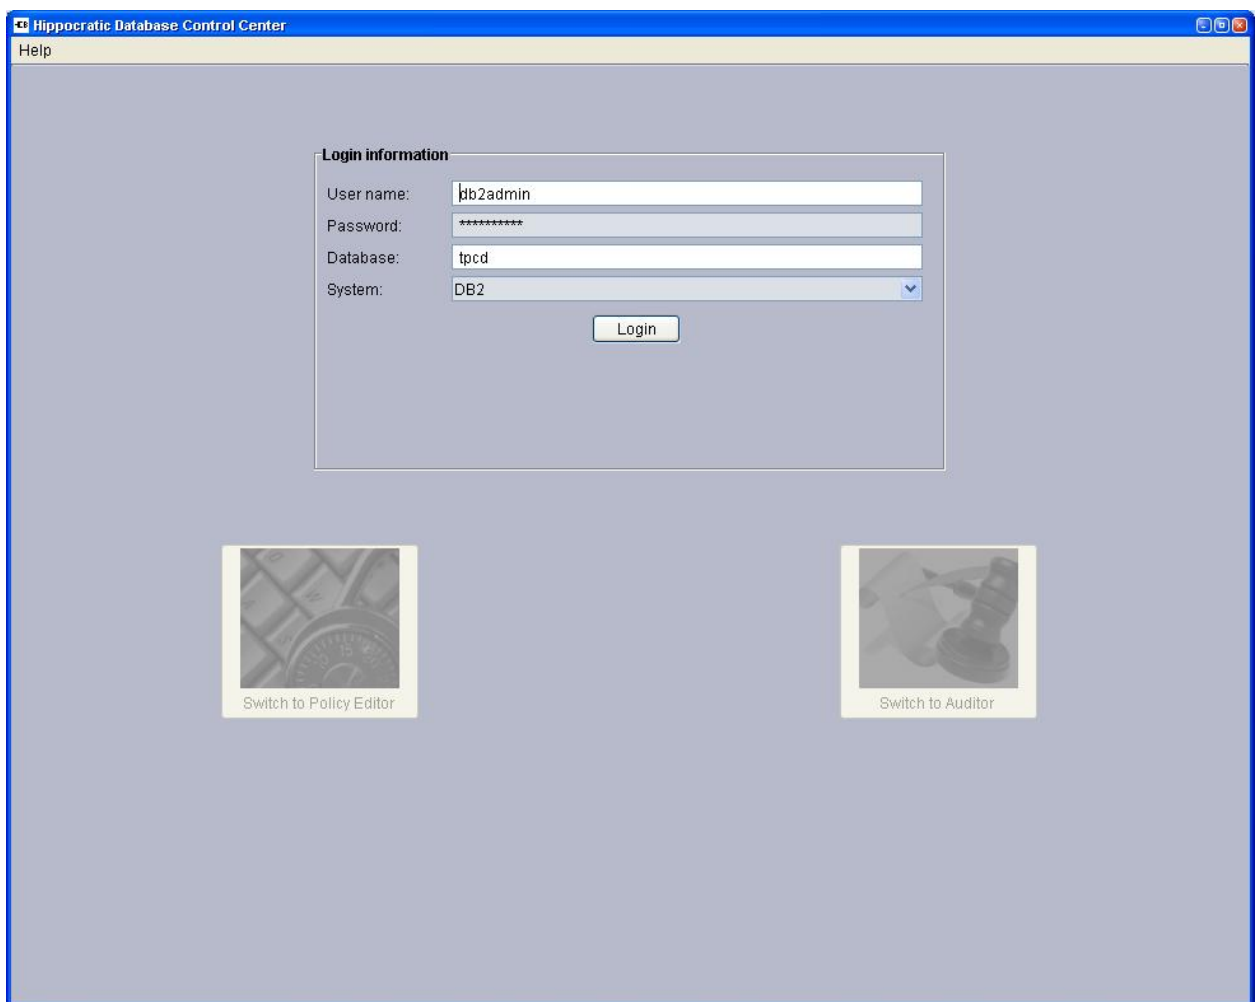 Hippocratic Database Control Center
Help
Login information
User name: db2admin
Password: **********
Database: tpcd
System: DB2
Login
Switch to Policy Editor
Switch to Auditor